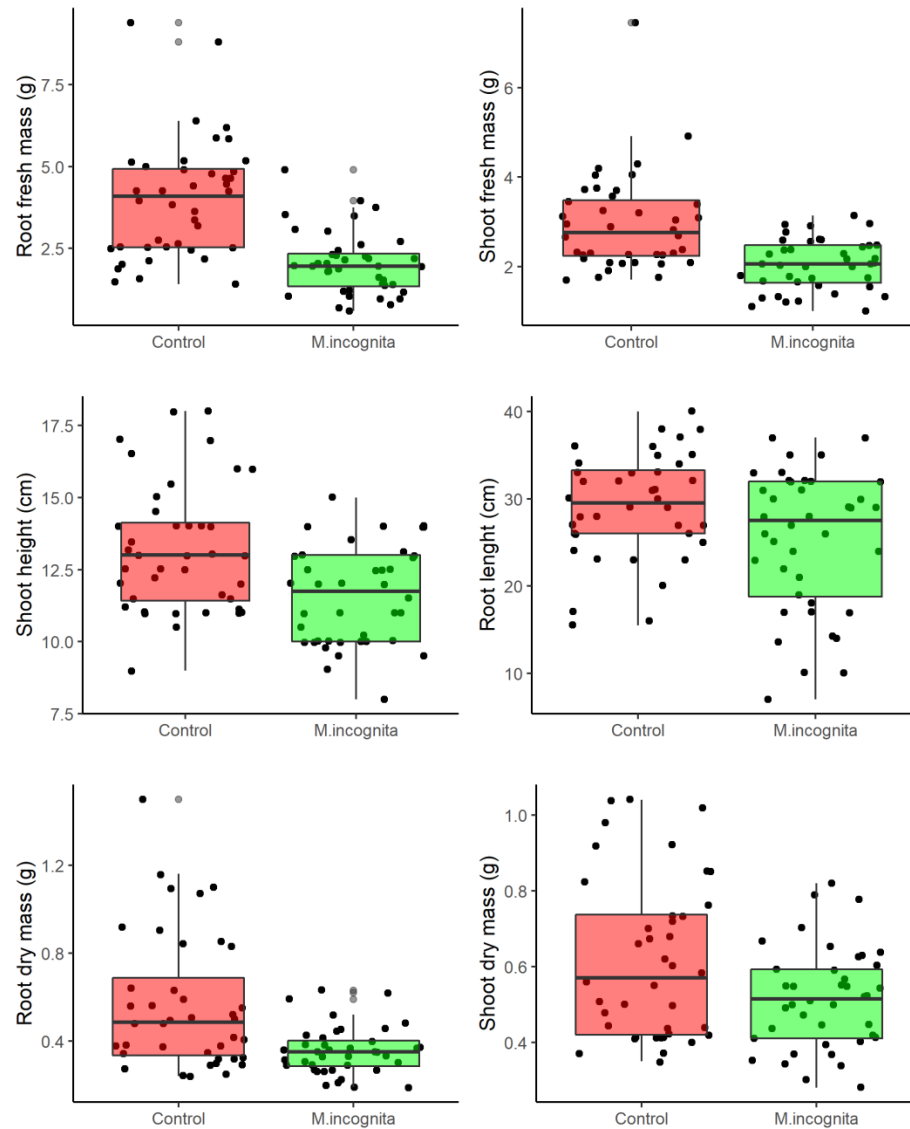 Root fresh mass (g)
7.5
5.0
2.5
Control
M.incognita
Shoot fresh mass (g)
6
4
2
Control
M.incognita
Shoot height (cm)
17.5
15.0
12.5
10.0
7.5
Control
M.incognita
Root lenght (cm)
40
30
20
10
Control
M.incognita
Root dry mass (g)
1.2
0.8
0.4
Control
M.incognita
Shoot dry mass (g)
1.0
0.8
0.6
0.4
Control
M.incognita